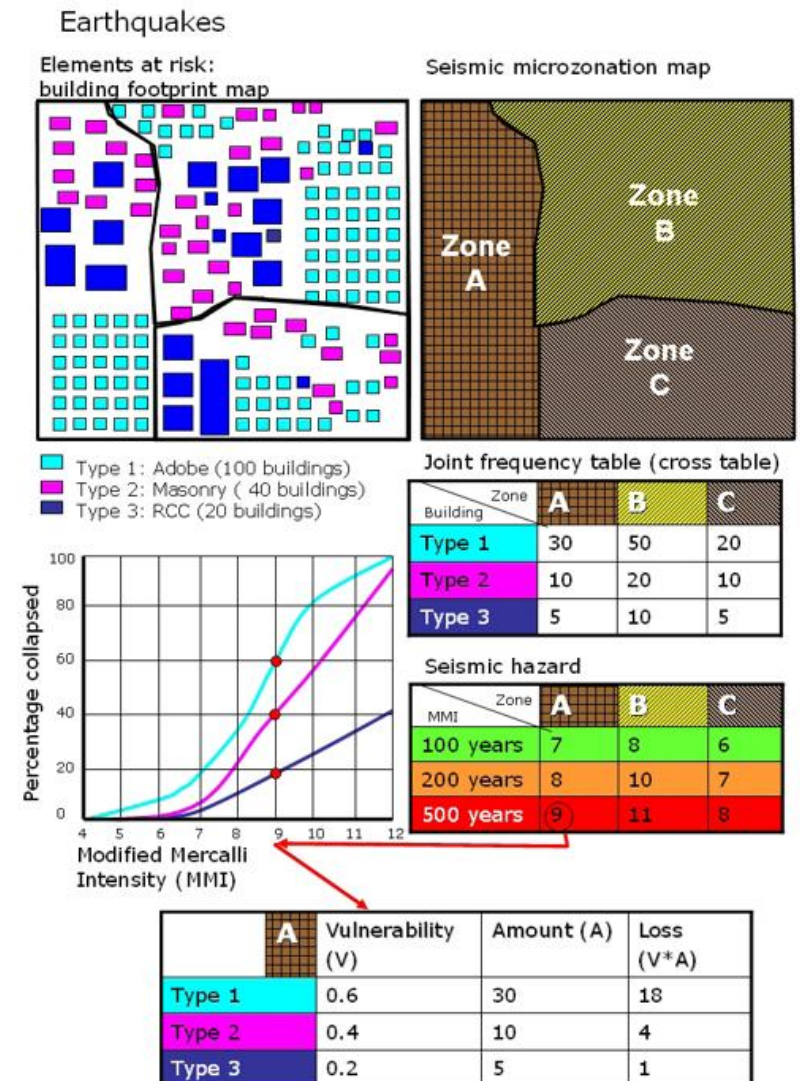 Earthquakes
Elements at risk:
building footprint map
Seismic microzonation map
Zone
A
Zone
B
Zone
C
Type 1: Adobe (100 buildings)
Type 2: Masonry ( 40 buildings)
Type 3: RCC (20 buildings)
Joint frequency table (cross table)
Zone A B C
Building
Type 1 30 50 20
Type 2 10 20 10
Type 3 5 10 5
Percentage collapsed
100
80
60
40
20
0
4 5 6 7 8 9 10 11 12
Modified Mercalli
Intensity (MMI)
Seismic hazard
Zone A B C
MMI
100 years 7 8 6
200 years 8 10 7
500 years 9 11 8
A Vulnerability Amount (A) Loss
(V) (V*A)
Type 1 0.6 30 18
Type 2 0.4 10 4
Type 3 0.2 5 1